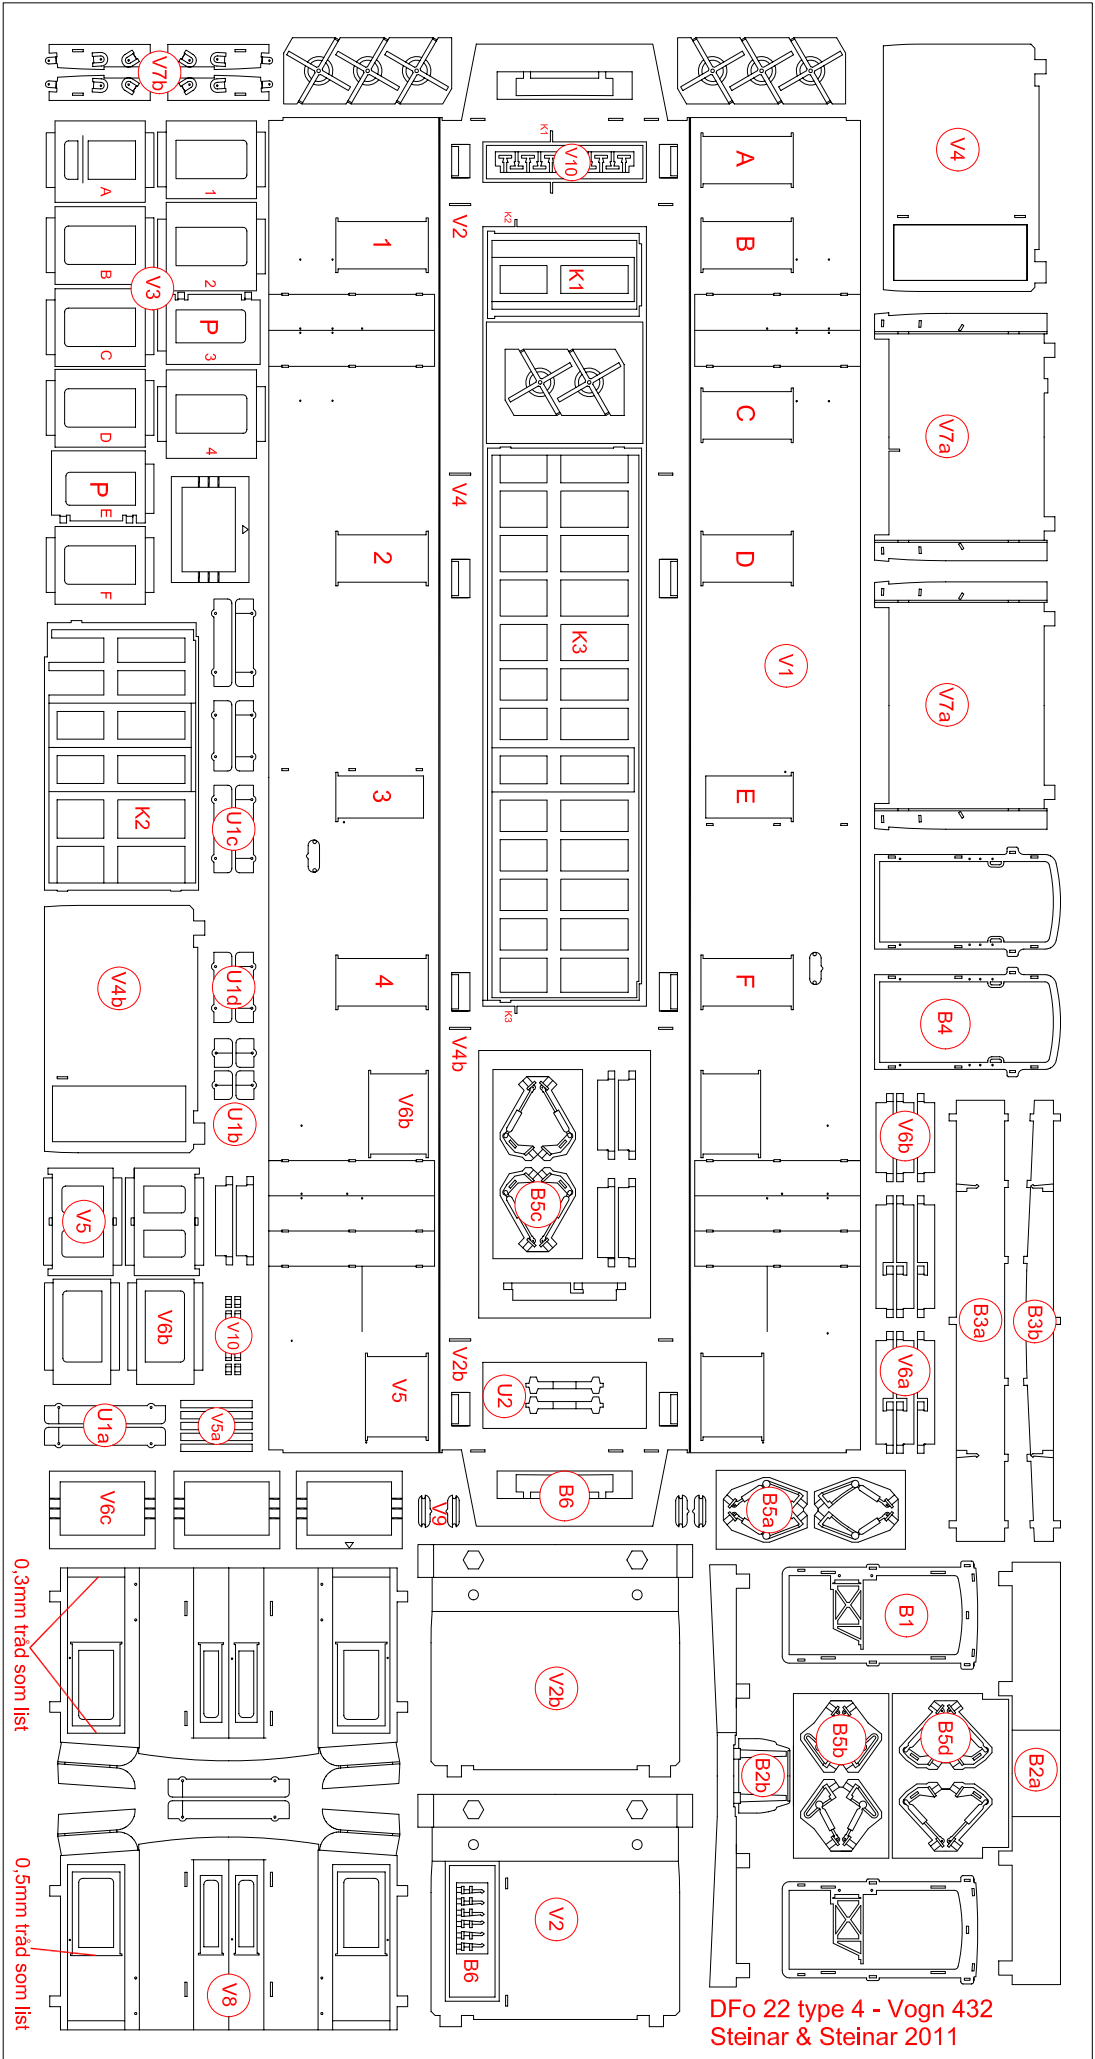 V7b
K1
V10
A
V4
A
1
1
V2
K2
B
B
2
V3
K1
P
3
C
C
V7a
D
4
V4
P
E
2
D
F
K3
V1
V7a
K2
U1c
3
E
V4b
U1d
4
K3
F
B4
V4b
U1b
V6b
V6b
V5
B5c
V6b
V10
V2b
B3a
B3b
V6a
V5
U2
U1a
V5a
V6c
V9
B6
B5a
0,3mm tråd som list
B1
V2b
B5b
B5d
B2b
B2a
0,5mm tråd som list
V2
B6
V8
DFo 22 type 4 - Vogn 432
Steinar & Steinar 2011